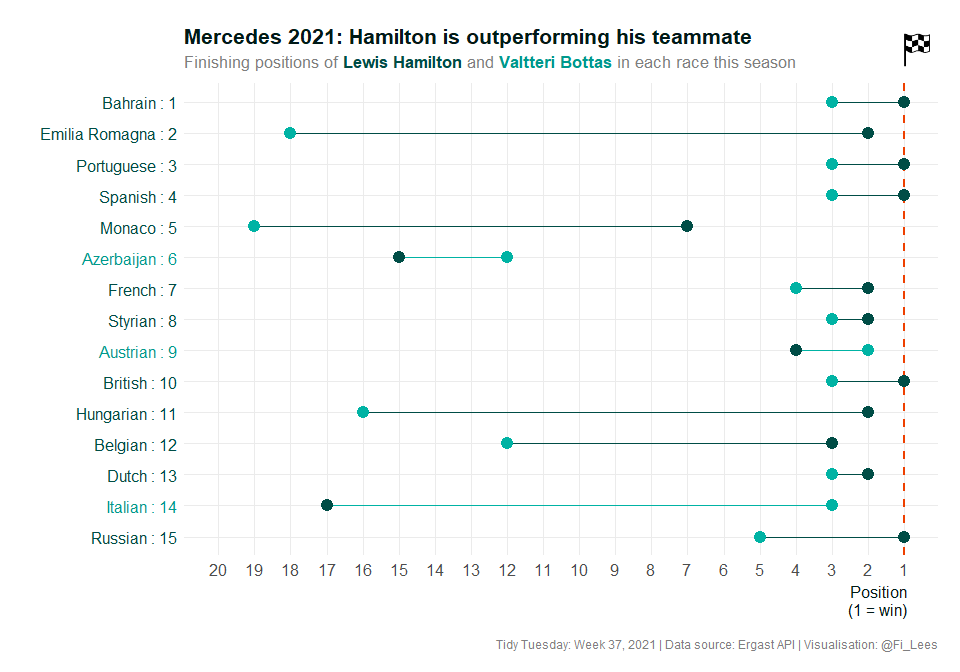 Mercedes 2021: Hamilton is outperforming his teammate
Finishing positions of Lewis Hamilton and Valtteri Bottas in each race this season
Bahrain : 1
Emilia Romagna : 2
Portuguese : 3
Spanish : 4
Monaco : 5
Azerbaijan : 6
French : 7
Styrian : 8
Austrian : 9
British : 10
Hungarian : 11
Belgian : 12
Dutch : 13
Italian : 14
Russian : 15
20 19 18 17 16 15 14 13 12 11 10 9 8 7 6 5 4 3 2 1
Position
(1 = win)
Tidy Tuesday: Week 37, 2021 | Data source: Ergast API | Visualisation: @Fi_Lees